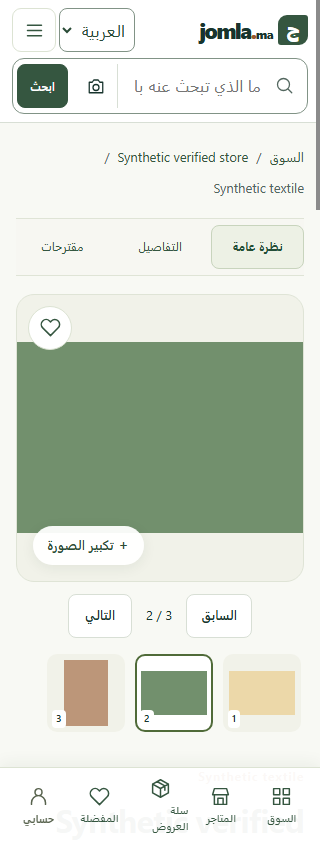 jomla.ma ج
العربية
ما الذي تبحث عنه با
ابحث
السوق / Synthetic verified store /
Synthetic textile
نظرة عامة
التفاصيل
مقترحات
+ تكبير الصورة
السابق
2 / 3
التالي
1
2
3
Synthetic textile
Synthetic verified
السوق
المتاجر
سلة
العروض
المفضلة
حسابي